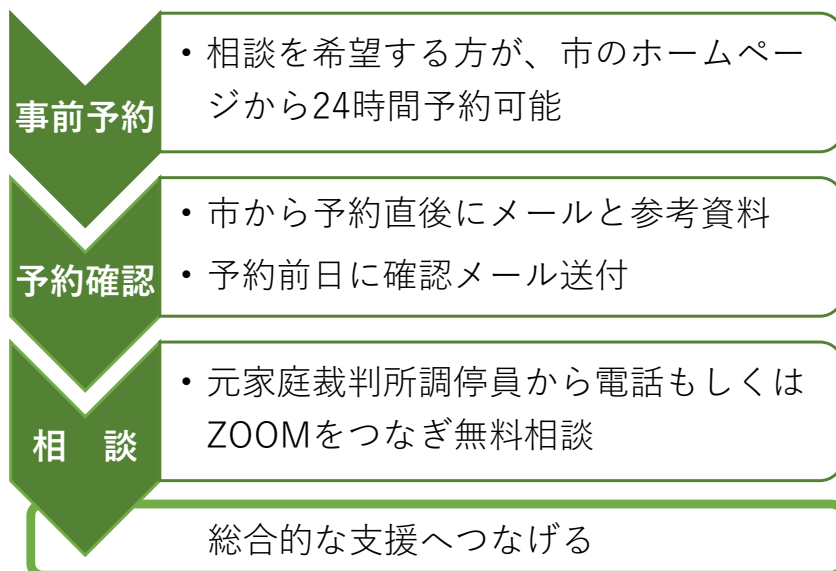 事前予約
・相談を希望する方が、市のホームペー
ジから24時間予約可能
予約確認
・市から予約直後にメールと参考資料
・予約前日に確認メール送付
相　談
・元家庭裁判所調停員から電話もしくは
ZOOMをつなぎ無料相談
総合的な支援へつなげる